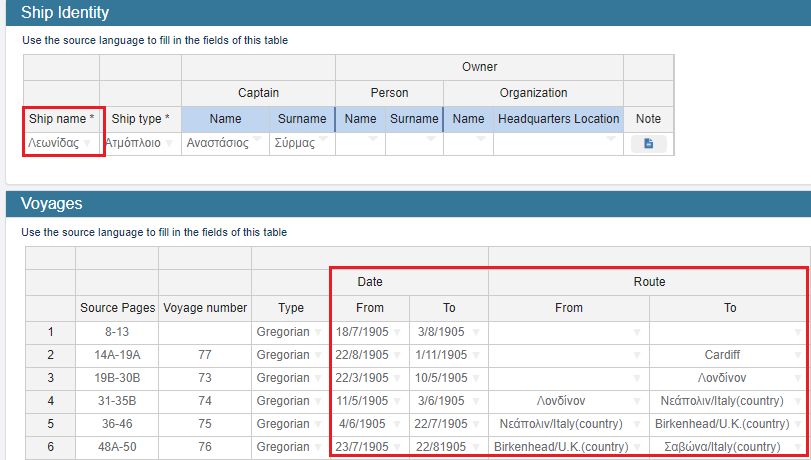 Ship Identity
Use the source language to fill in the fields of this table
Owner
Captain Person Organization
Ship name * Ship type * Name Surname Name Surname Name Headquarters Location Note
Λεωνίδας Ατμόπλοιο Αναστάσιος Σύρμας
Voyages
Use the source language to fill in the fields of this table
Date Route
Source Pages Voyage number Type From To From To
1 8-13 Gregorian 18/7/1905 3/8/1905
2 14A-19A 77 Gregorian 22/8/1905 1/11/1905 Cardiff
3 19B-30B 73 Gregorian 22/3/1905 10/5/1905 Λονδίνον
4 31-35B 74 Gregorian 11/5/1905 3/6/1905 Λονδίνον Νεάπολιν/Italy(country)
5 36-46 75 Gregorian 4/6/1905 22/7/1905 Νεάπολιν/Italy(country) Birkenhead/U.K.(country)
6 48A-50 76 Gregorian 23/7/1905 22/81905 Birkenhead/U.K.(country) Σαβώνα/Italy(country)